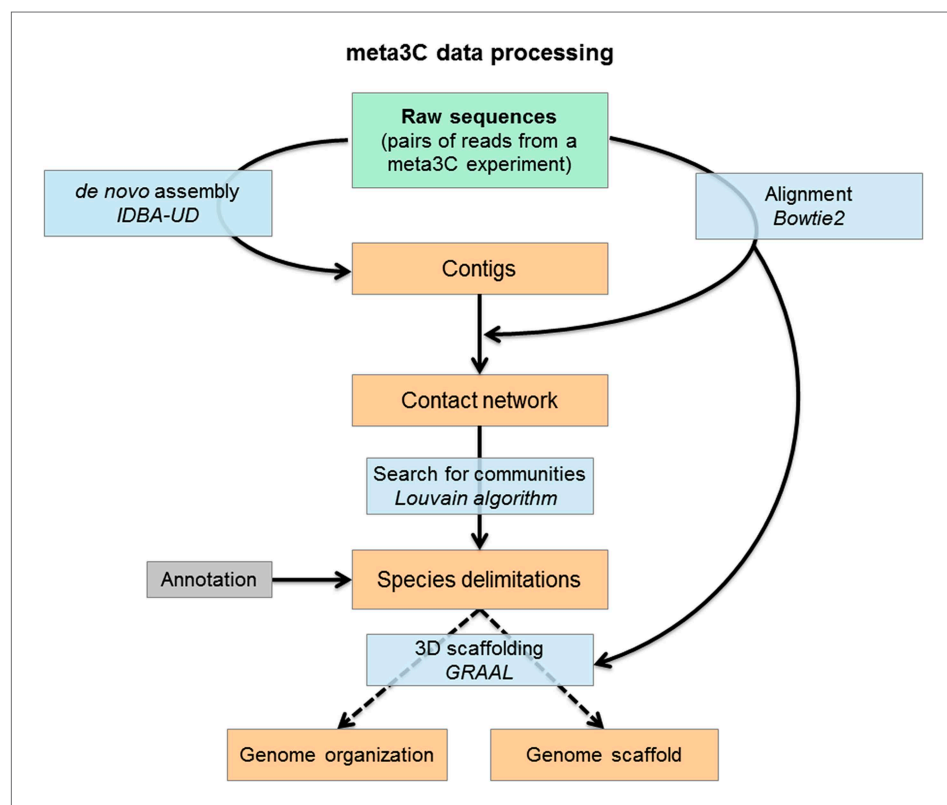 meta3C data processing
Raw sequences
(pairs of reads from a
meta3C experiment)
de novo assembly
IDBA-UD
Alignment
Bowtie2
Contigs
Contact network
Search for communities
Louvain algorithm
Annotation
Species delimitations
3D scaffolding
GRAAL
Genome organization
Genome scaffold